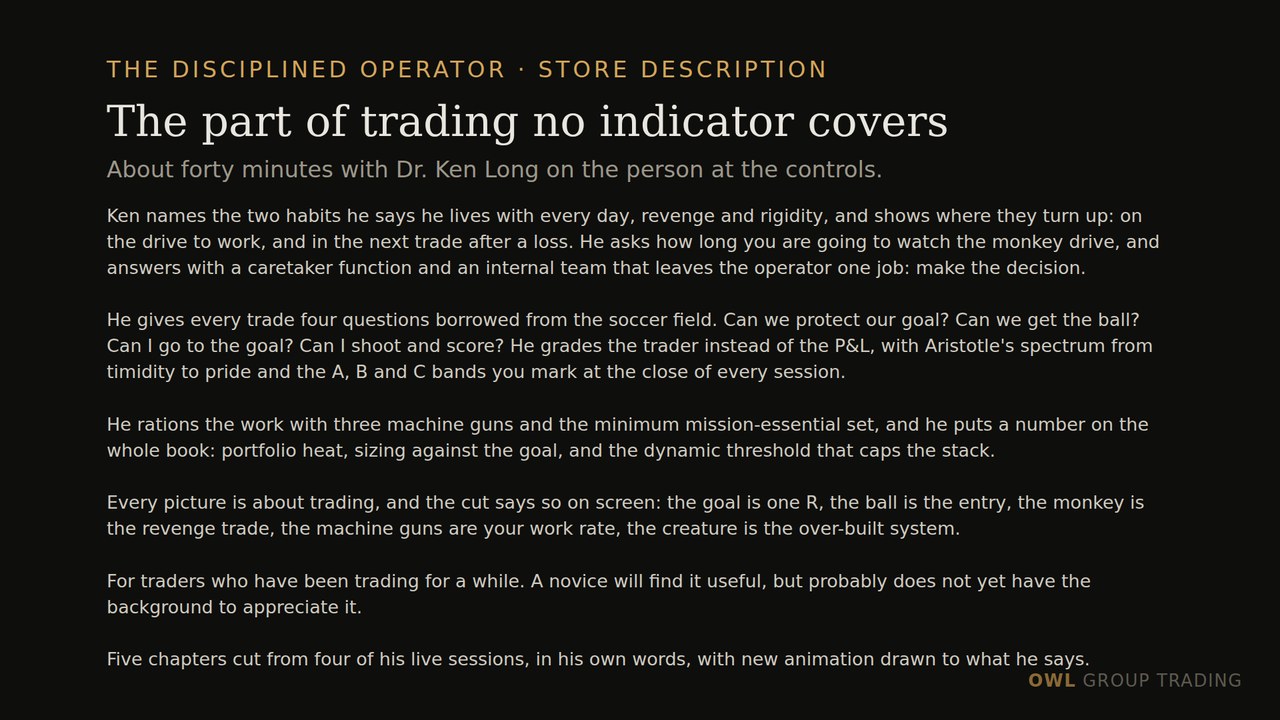 THE DISCIPLINED OPERATOR · STORE DESCRIPTION
The part of trading no indicator covers
About forty minutes with Dr. Ken Long on the person at the controls.
Ken names the two habits he says he lives with every day, revenge and rigidity, and shows where they turn up: on
the drive to work, and in the next trade after a loss. He asks how long you are going to watch the monkey drive, and
answers with a caretaker function and an internal team that leaves the operator one job: make the decision.
He gives every trade four questions borrowed from the soccer field. Can we protect our goal? Can we get the ball?
Can I go to the goal? Can I shoot and score? He grades the trader instead of the P&L, with Aristotle's spectrum from
timidity to pride and the A, B and C bands you mark at the close of every session.
He rations the work with three machine guns and the minimum mission-essential set, and he puts a number on the
whole book: portfolio heat, sizing against the goal, and the dynamic threshold that caps the stack.
Every picture is about trading, and the cut says so on screen: the goal is one R, the ball is the entry, the monkey is
the revenge trade, the machine guns are your work rate, the creature is the over-built system.
For traders who have been trading for a while. A novice will find it useful, but probably does not yet have the
background to appreciate it.
Five chapters cut from four of his live sessions, in his own words, with new animation drawn to what he says.
OWL GROUP TRADING